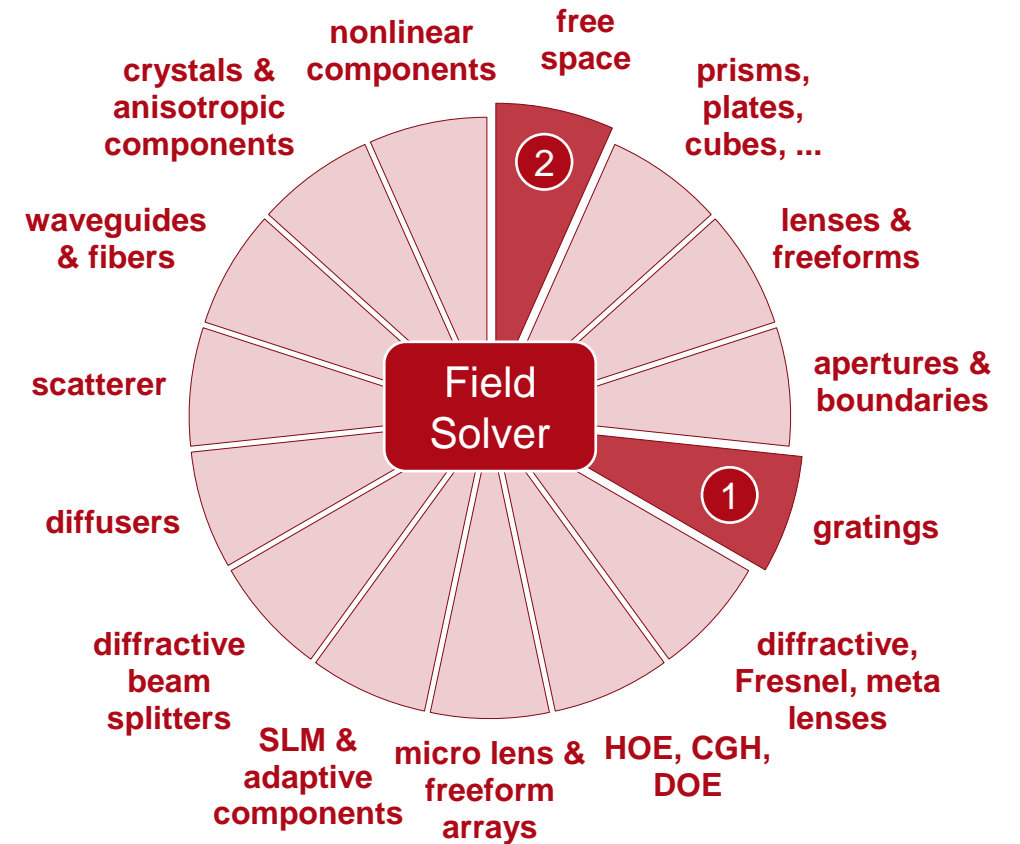 free
space
2
prisms,
plates,
cubes, ...
lenses &
freeforms
apertures &
boundaries
1
gratings
diffractive,
Fresnel, meta
lenses
HOE, CGH,
DOE
micro lens &
freeform
arrays
SLM &
adaptive
components
diffractive
beam
splitters
diffusers
scatterer
waveguides
& fibers
crystals &
anisotropic
components
nonlinear
components
Field
Solver